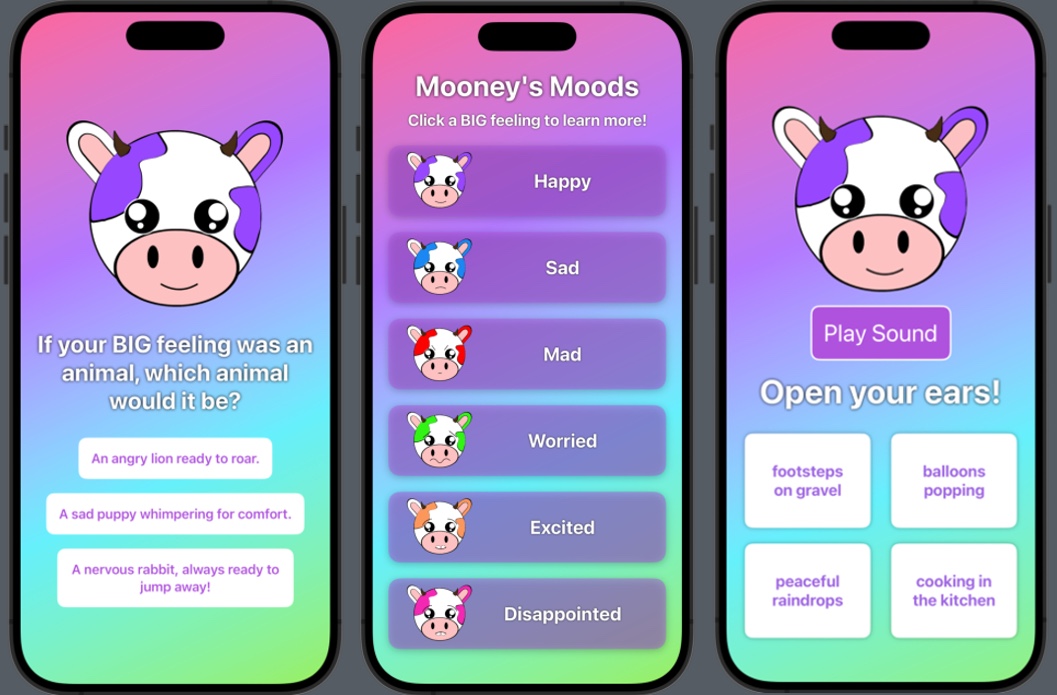 If your BIG feeling was an
animal, which animal
would it be?
An angry lion ready to roar.
A sad puppy whimpering for comfort.
A nervous rabbit, always ready to
jump away!
Mooney's Moods
Click a BIG feeling to learn more!
Happy
Sad
Mad
Worried
Excited
Disappointed
Play Sound
Open your ears!
footsteps
on gravel
balloons
popping
peaceful
raindrops
cooking in
the kitchen